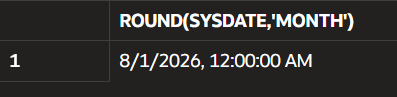 ROUND(SYSDATE,'MONTH')
1 8/1/2026, 12:00:00 AM